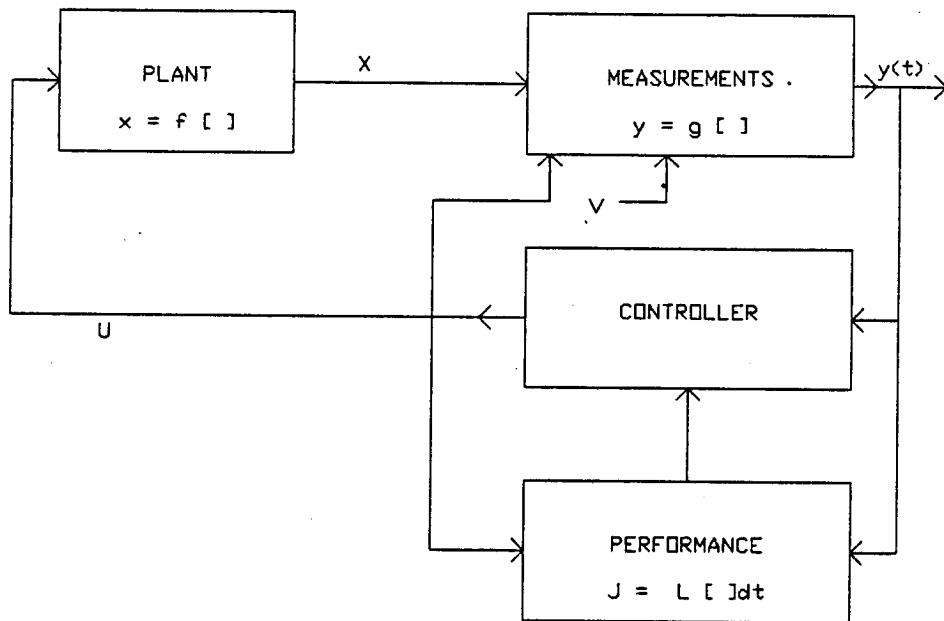 PLANT
x = f [ ]
X
MEASUREMENTS .
y = g [ ]
y(t)
V
CONTROLLER
U
PERFORMANCE
J = L [ ]dt